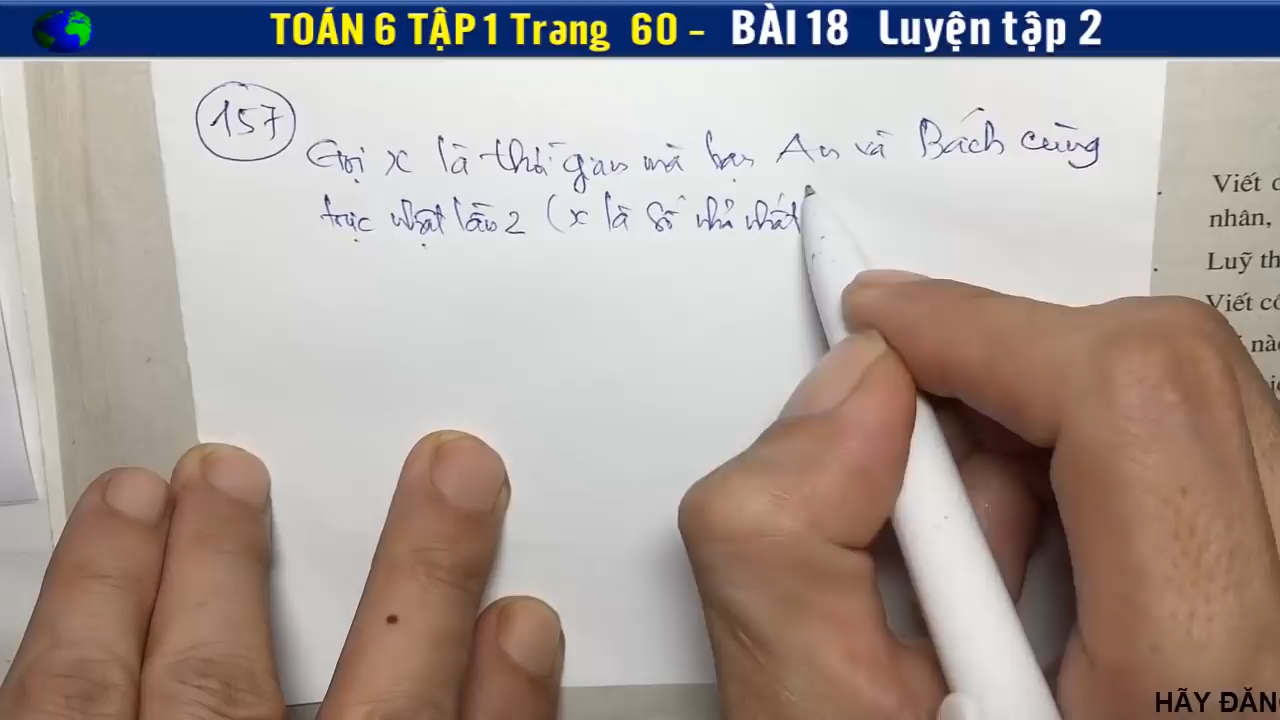 TOÁN 6 TẬP 1 Trang 60 - BÀI 18 Luyện tập 2
157
Gọi x là thời gian mà bạn An và Bách cùng
trực nhật lần 2 (x là số nhỏ nhất
Viết
nhân,
Luỹ th
Viết
HÃY ĐĂN